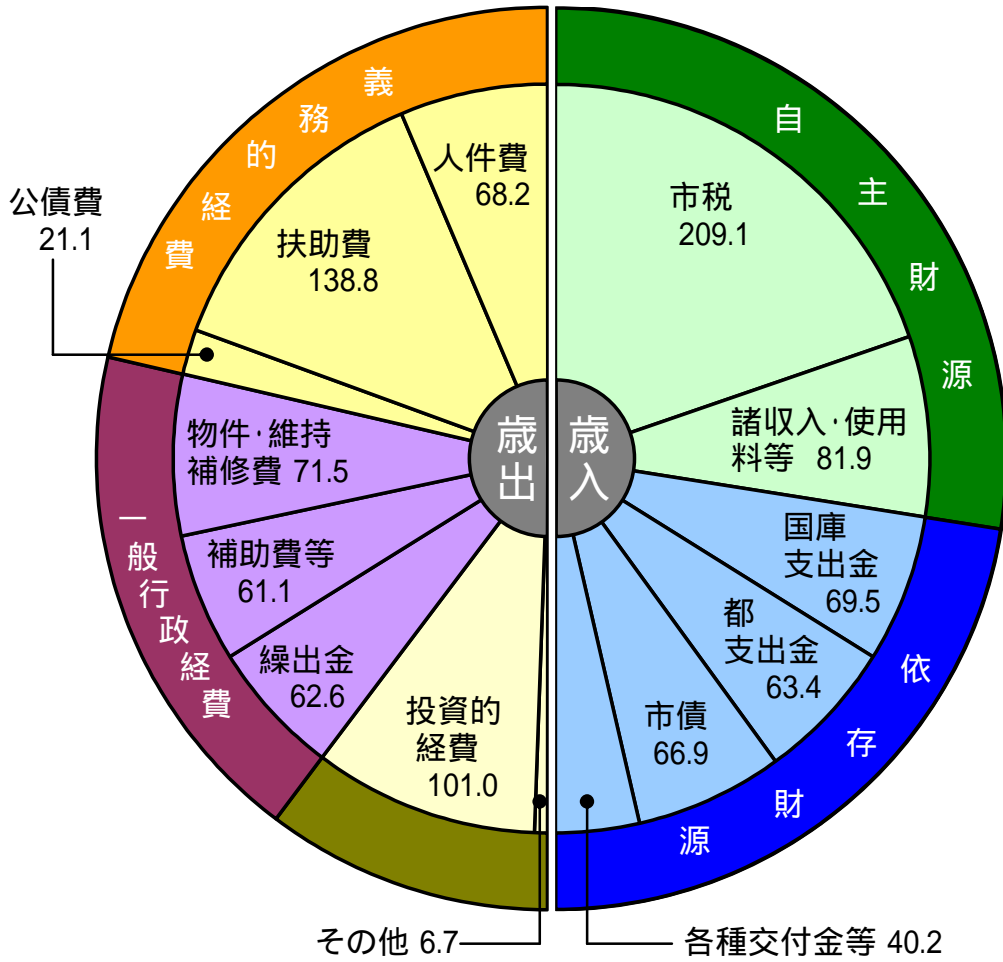 歳出
義務的経費
人件費
68.2
扶助費
138.8
公債費
21.1
一般行政経費
物件・維持
補修費 71.5
補助費等
61.1
繰出金
62.6
投資的
経費
101.0
その他 6.7
歳入
自主財源
市税
209.1
諸収入・使用
料等 81.9
依存財源
国庫
支出金
69.5
都
支出金
63.4
市債
66.9
各種交付金等 40.2